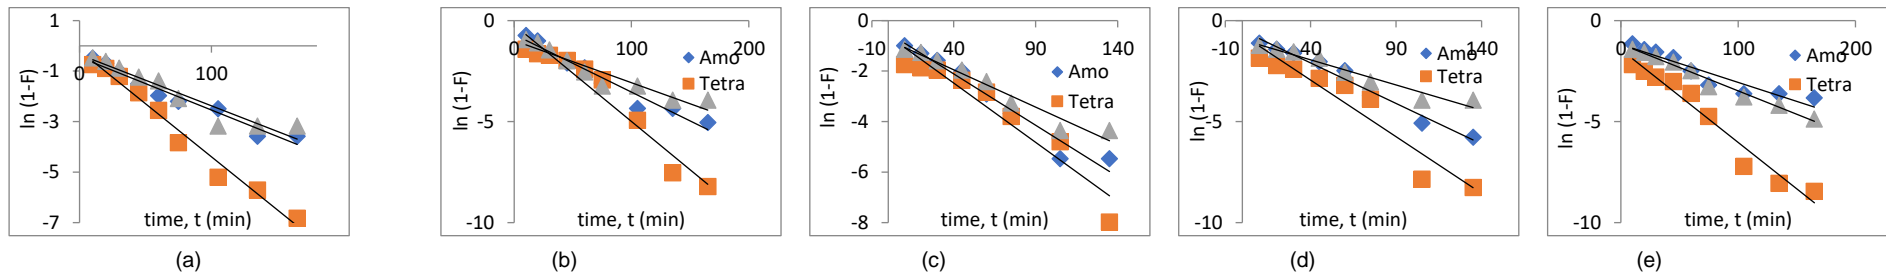 1
-1
-3
-5
-7
0
100
ln (1-F)
time, t (min)
(a)
0
-5
-10
0
100
200
ln (1-F)
time, t (min)
Amo
Tetra
(b)
0
-2
-4
-6
-8
-10
40
90
140
ln (1-F)
time, t (min)
Amo
Tetra
(c)
0
-5
-10
-10
40
90
140
ln (1-F)
time, t (min)
Amo
Tetra
(d)
0
-5
-10
0
100
200
ln (1-F)
time, t (min)
Amo
Tetra
(e)